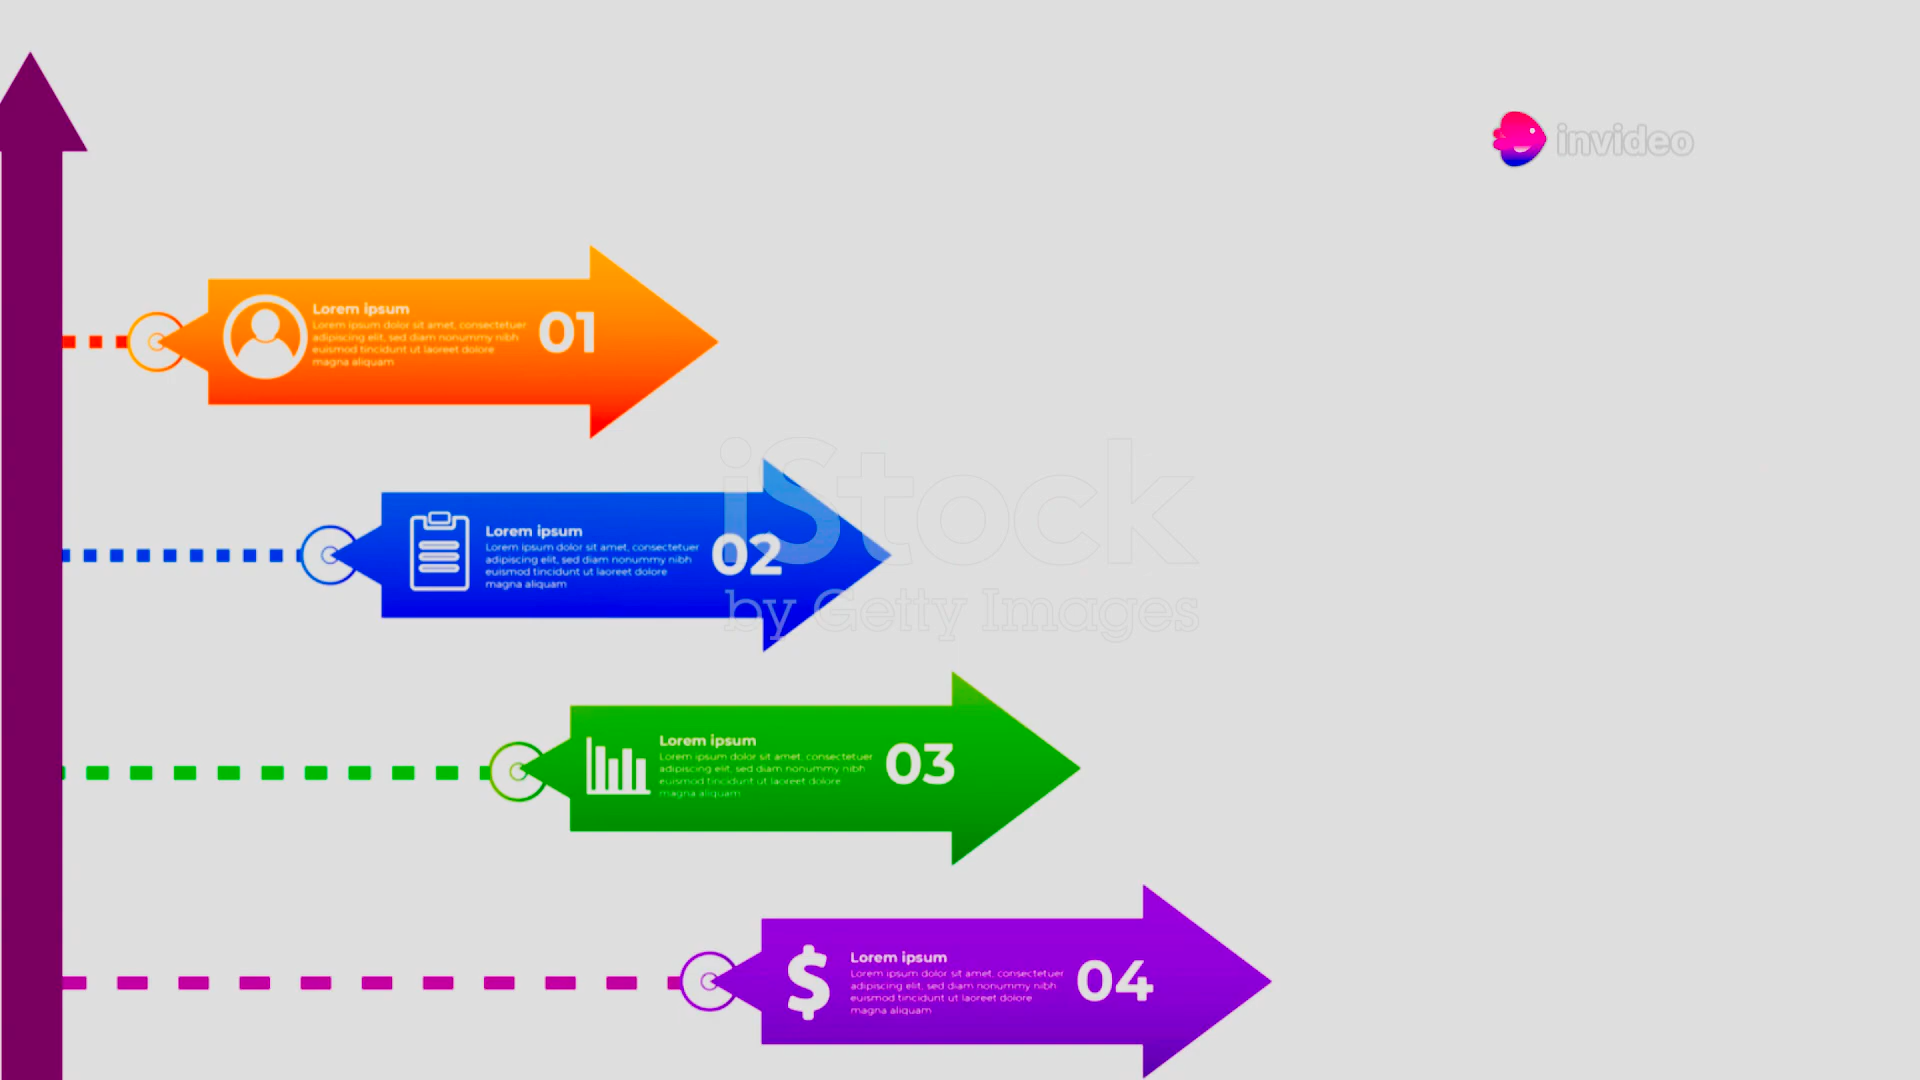 invideo
Lorem ipsum
Lorem ipsum dolor sit amet, consectetuer
adipiscing elit, sed diam nonummy nibh
euismod tincidunt ut laoreet dolore
magna aliquam
01
iStock
by Getty Images
Lorem ipsum
Lorem ipsum dolor sit amet, consectetuer
adipiscing elit, sed diam nonummy nibh
euismod tincidunt ut laoreet dolore
magna aliquam
02
Lorem ipsum
Lorem ipsum dolor sit amet, consectetuer
adipiscing elit, sed diam nonummy nibh
euismod tincidunt ut laoreet dolore
magna aliquam
03
$
Lorem ipsum
Lorem ipsum dolor sit amet, consectetuer
adipiscing elit, sed diam nonummy nibh
euismod tincidunt ut laoreet dolore
magna aliquam
04